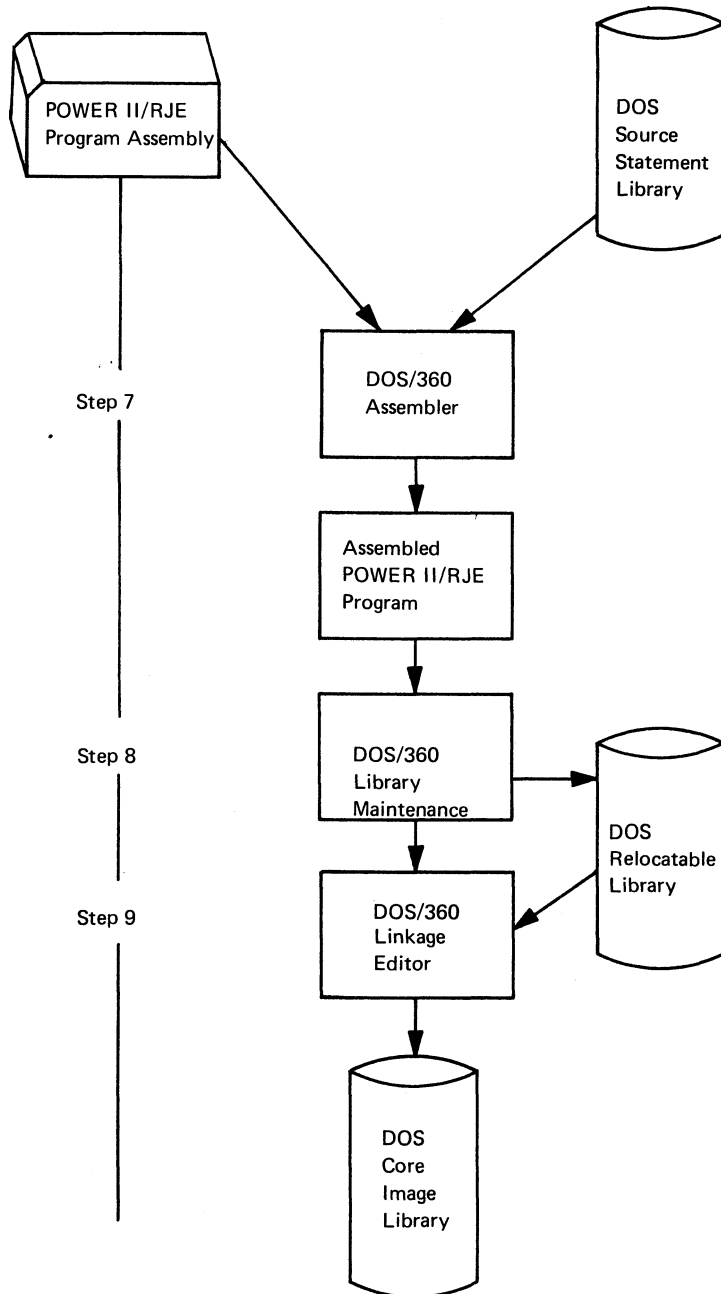 POWER II/RJE
Program Assembly
DOS
Source
Statement
Library
Step 7
DOS/360
Assembler
Assembled
POWER II/RJE
Program
Step 8
DOS/360
Library
Maintenance
DOS
Relocatable
Library
Step 9
DOS/360
Linkage
Editor
DOS
Core
Image
Library